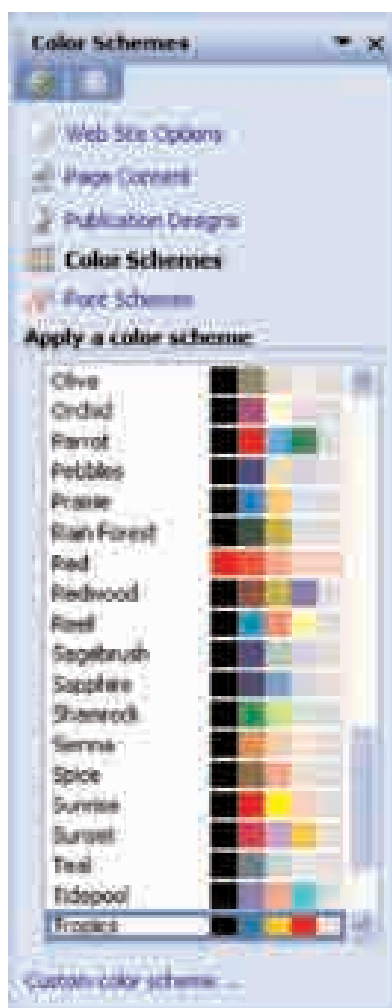 Color Schemes
Web Site Options
Page Content
Publication Designs
Color Schemes
Font Schemes
Apply a color scheme
Olive
Orchid
Parrot
Pebbles
Prairie
Rain Forest
Red
Redwood
Reef
Sagebrush
Sapphire
Shamrock
Sienna
Spice
Sunrise
Sunset
Teal
Tidepool
Tropics
Custom color scheme ...